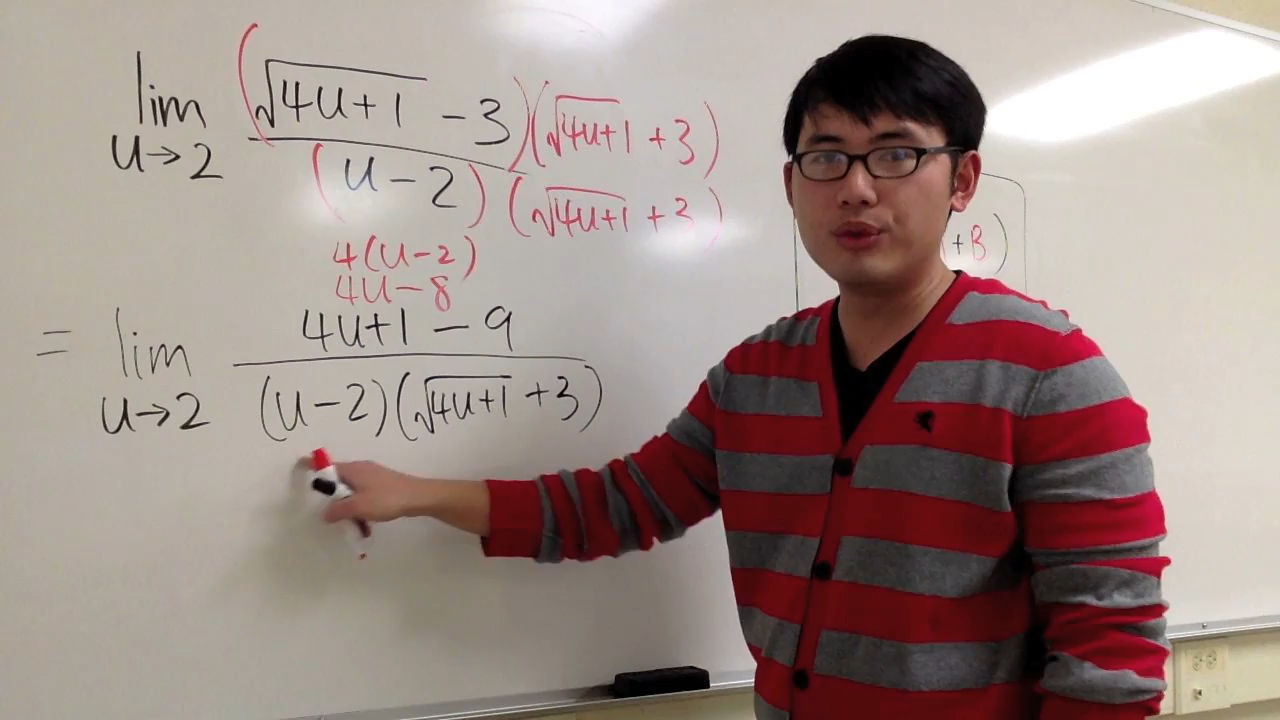 lim (√4u+1 - 3)(√4u+1 + 3)
u→2 (u-2) (√4u+1 + 3)
4(u-2)
4u-8
= lim 4u+1 - 9
u→2 (u-2)(√4u+1 +3)
+ B)